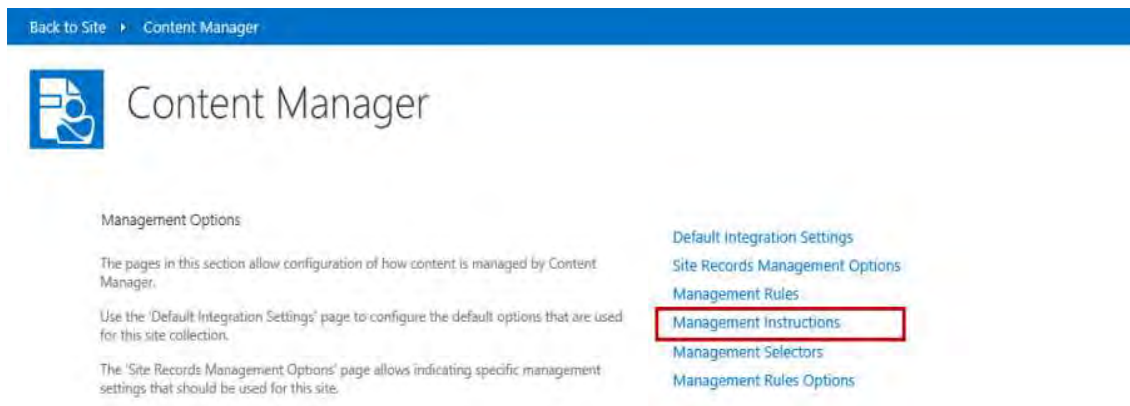 Back to Site ▸ Content Manager
Content Manager
Management Options
The pages in this section allow configuration of how content is managed by Content
Manager.
Use the 'Default Integration Settings' page to configure the default options that are used
for this site collection.
The 'Site Records Management Options' page allows indicating specific management
settings that should be used for this site.
Default Integration Settings
Site Records Management Options
Management Rules
Management Instructions
Management Selectors
Management Rules Options